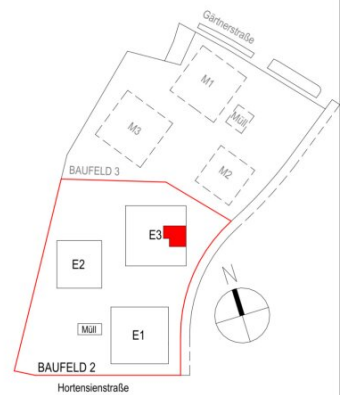 Gärtnerstraße
M1
Müll
M3
M2
BAUFELD 3
E3
E2
N
Müll
E1
BAUFELD 2
Hortensienstraße